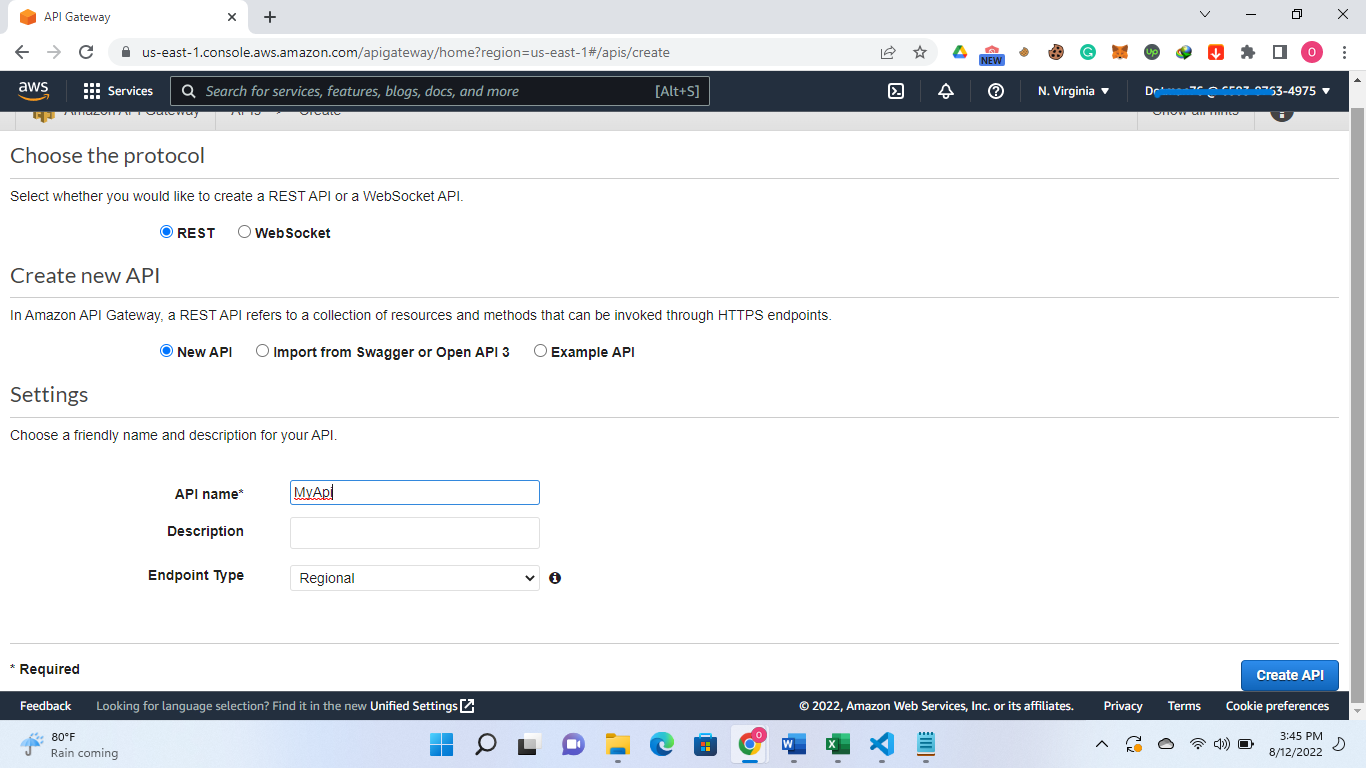 API Gateway
us-east-1.console.aws.amazon.com/apigateway/home?region=us-east-1#/apis/create
NEW
Up
O
aws
Services
Search for services, features, blogs, docs, and more
[Alt+S]
N. Virginia
4975
Amazon API Gateway
APIs
Create
Show all hints
Choose the protocol
Select whether you would like to create a REST API or a WebSocket API.
REST
WebSocket
Create new API
In Amazon API Gateway, a REST API refers to a collection of resources and methods that can be invoked through HTTPS endpoints.
New API
Import from Swagger or Open API 3
Example API
Settings
Choose a friendly name and description for your API.
API name*
MyApi
Description
Endpoint Type
Regional
* Required
Create API
Feedback
Looking for language selection? Find it in the new Unified Settings
© 2022, Amazon Web Services, Inc. or its affiliates.
Privacy
Terms
Cookie preferences
80°F
Rain coming
3:45 PM
8/12/2022